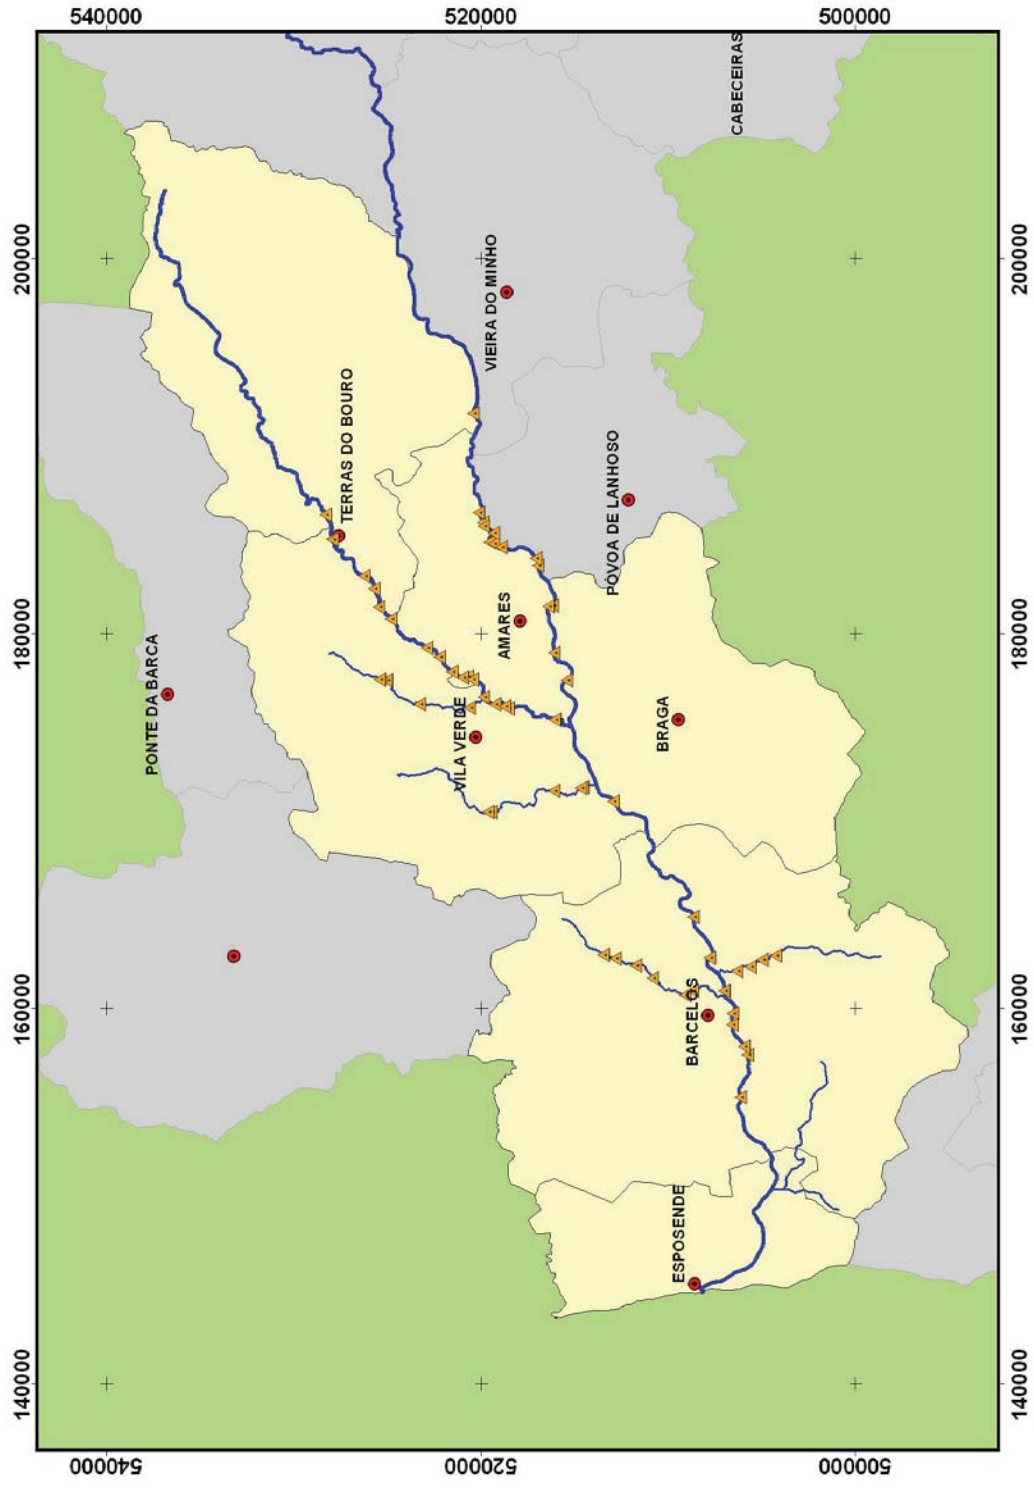 140000
160000
180000
200000
540000
540000
520000
520000
500000
500000
PONTE DA BARCA
TERRAS DO BOURO
VIEIRA DO MINHO
CABECEIRAS
VILA VERDE
AMARES
PÓVOA DE LANHOSO
BRAGA
BARCELOS
ESPOSENDE
140000
160000
180000
200000